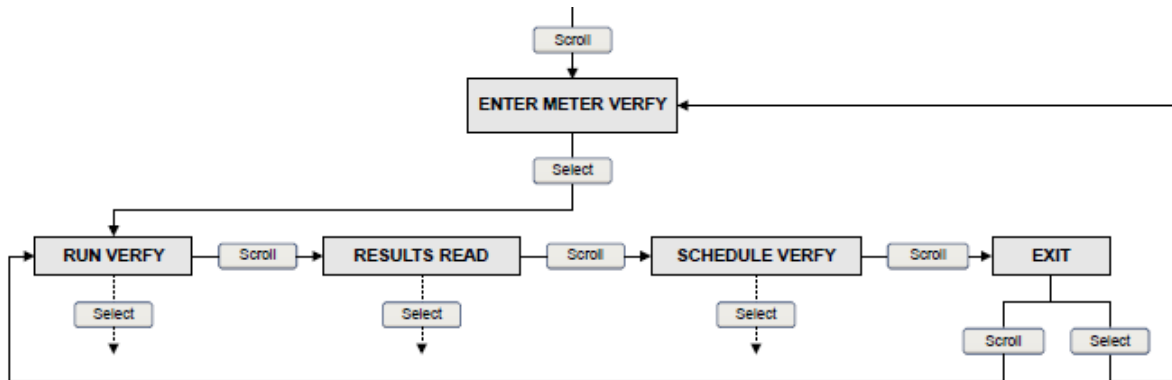 Scroll
ENTER METER VERFY
Select
RUN VERFY Scroll RESULTS READ Scroll SCHEDULE VERFY Scroll EXIT
Select Select Select Scroll Select